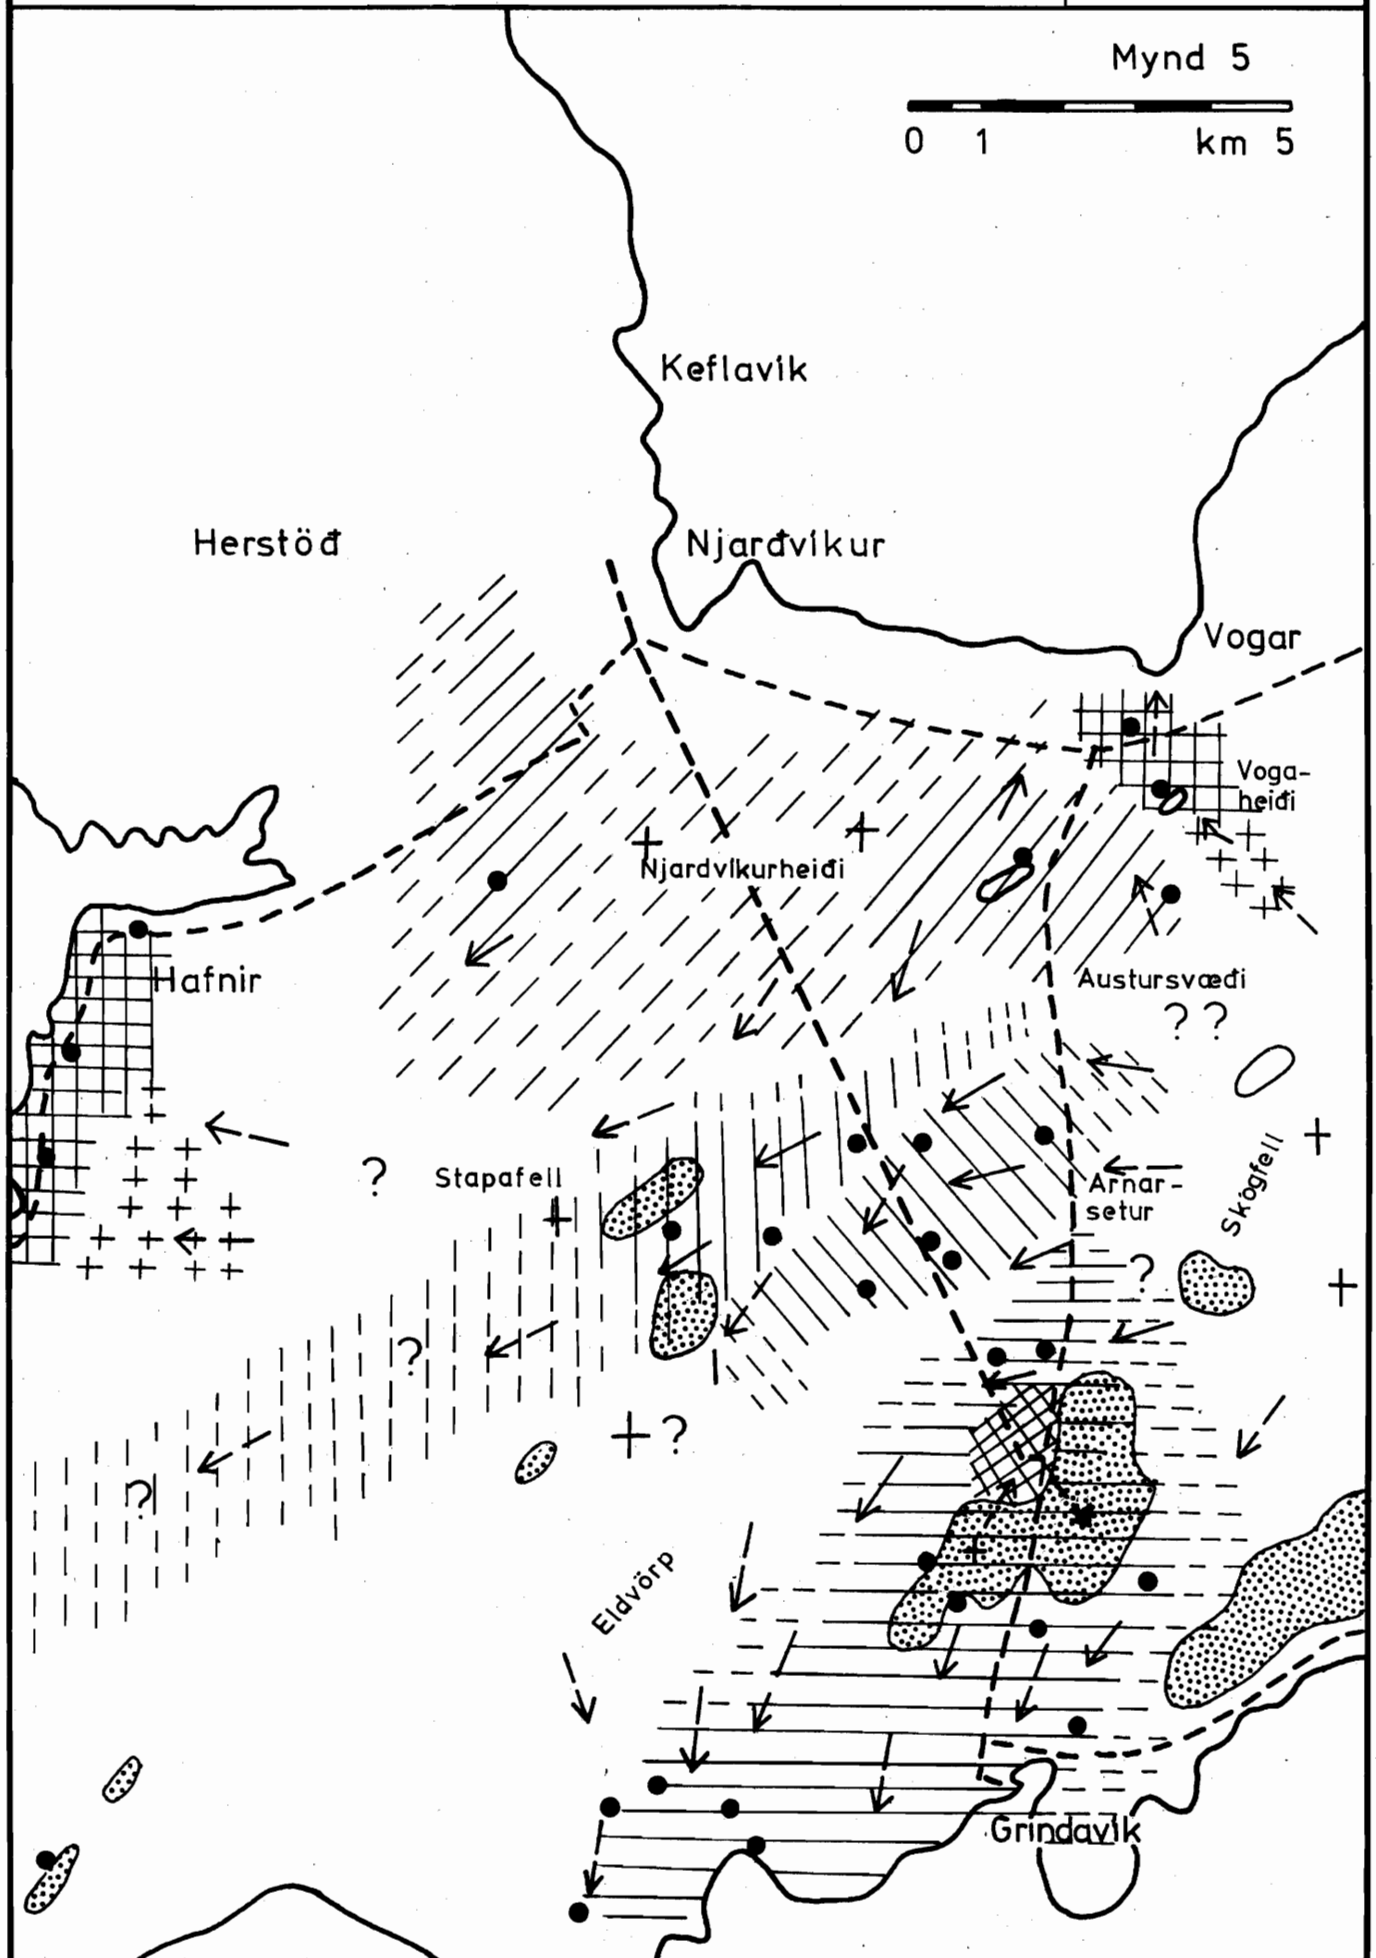 Mynd 5
0 1 km 5
Keflavík
Herstöð
Njarðvíkur
Vogar
Voga-
heiði
Njardvíkurheiði
Hafnir
Austursvæði
? ?
?
Stapafell
Arnar-
setur
Skógfell
?
?
?
?
Eldvörp
Grindavík